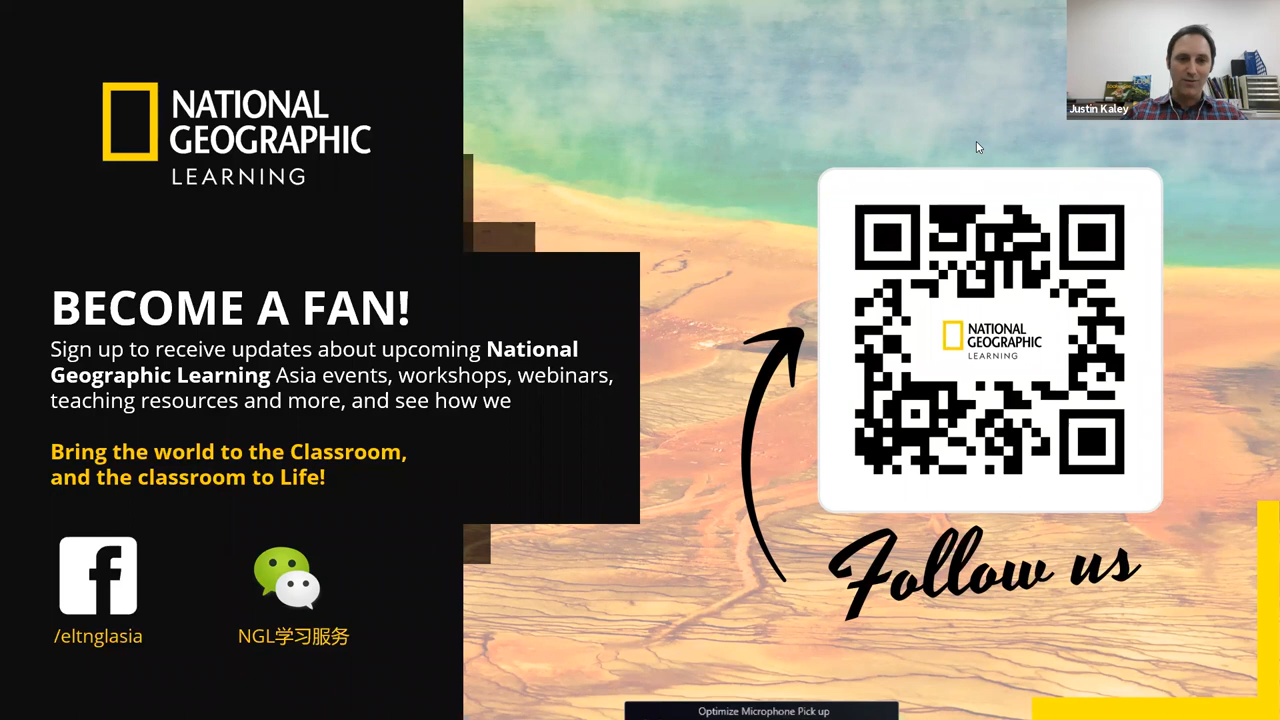 NATIONAL
GEOGRAPHIC
LEARNING
BECOME A FAN!
Sign up to receive updates about upcoming National
Geographic Learning Asia events, workshops, webinars,
teaching resources and more, and see how we
Bring the world to the Classroom,
and the classroom to Life!
/eltnglasia
NGL学习服务
Justin Kaley
NATIONAL
GEOGRAPHIC
LEARNING
Follow us
Optimize Microphone Pick up